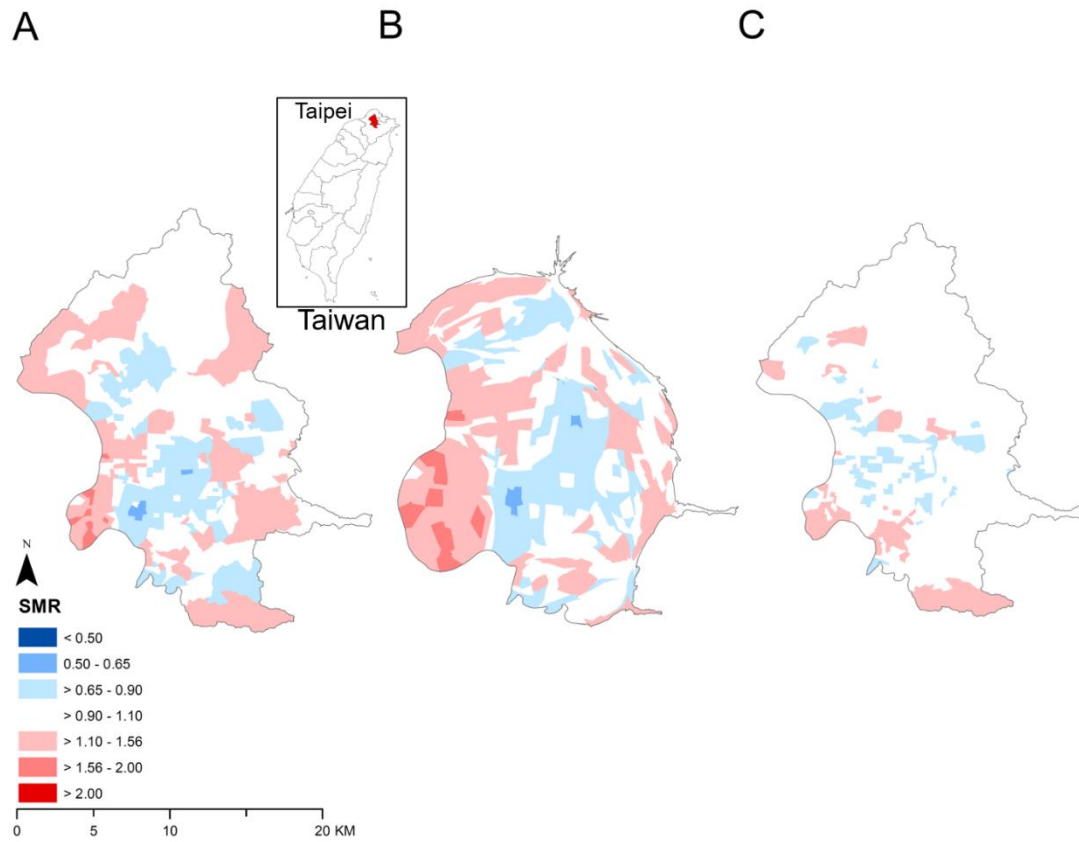 A
B
C
Taipei
Taiwan
N
SMR
< 0.50
0.50 - 0.65
> 0.65 - 0.90
> 0.90 - 1.10
> 1.10 - 1.56
> 1.56 - 2.00
> 2.00
0 5 10 20 KM